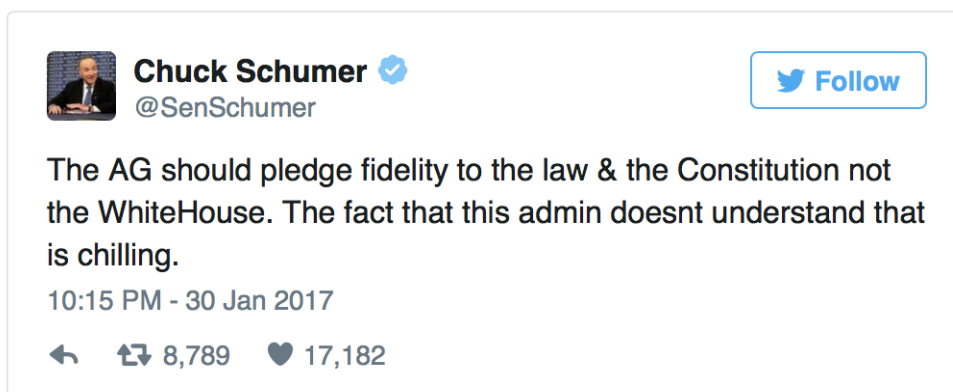 Chuck Schumer
@SenSchumer
Follow
The AG should pledge fidelity to the law & the Constitution not
the WhiteHouse. The fact that this admin doesnt understand that
is chilling.
10:15 PM - 30 Jan 2017
8,789 17,182